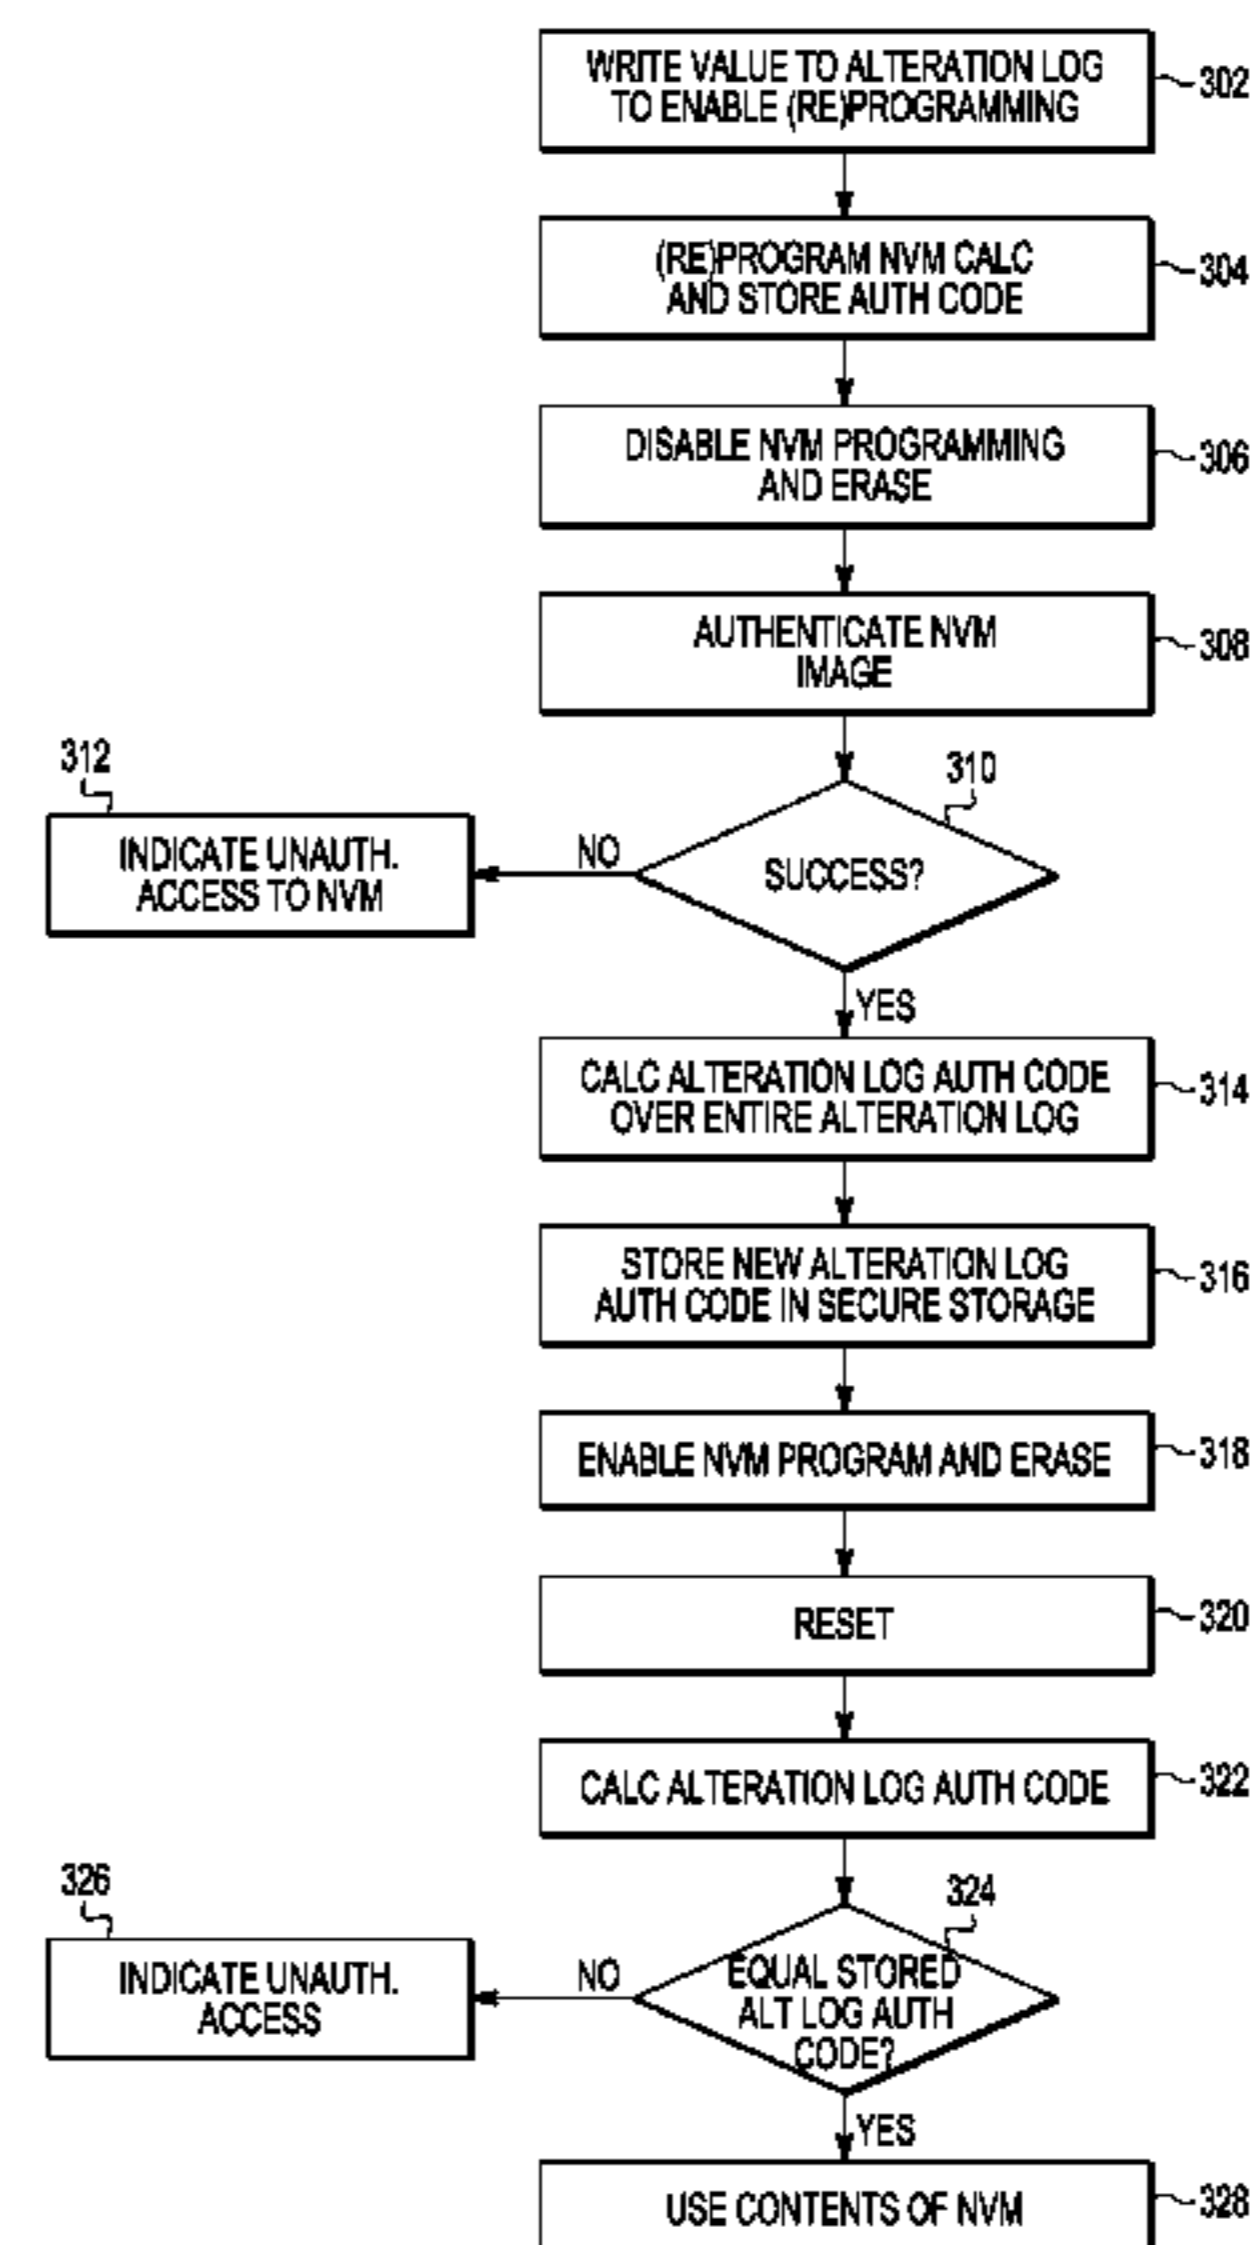 WRITE VALUE TO ALTERATION LOG
TO ENABLE (RE)PROGRAMMING
302
(RE)PROGRAM NVM CALC
AND STORE AUTH CODE
304
DISABLE NVM PROGRAMMING
AND ERASE
306
AUTHENTICATE NVM
IMAGE
308
312
310
INDICATE UNAUTH.
ACCESS TO NVM
NO
SUCCESS?
YES
CALC ALTERATION LOG AUTH CODE
OVER ENTIRE ALTERATION LOG
314
STORE NEW ALTERATION LOG
AUTH CODE IN SECURE STORAGE
316
ENABLE NVM PROGRAM AND ERASE
318
RESET
320
CALC ALTERATION LOG AUTH CODE
322
326
324
INDICATE UNAUTH.
ACCESS
NO
EQUAL STORED
ALT LOG AUTH
CODE?
YES
USE CONTENTS OF NVM
328